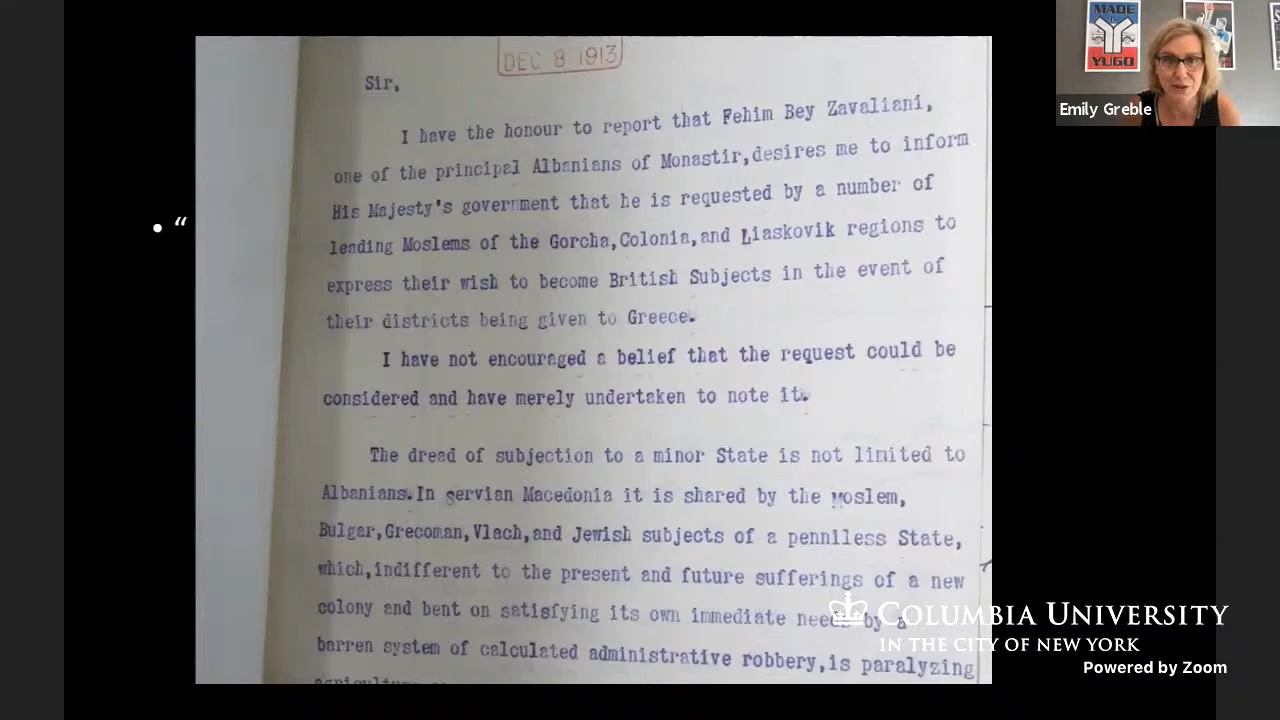 DEC 8 1913
Sir,
I have the honour to report that Fehim Bey Zavaliani,
one of the principal Albanians of Monastir,desires me to inform
His Majesty's government that he is requested by a number of
leading Moslems of the Gorcha,Colonia,and Liaskovik regions to
express their wish to become British Subjects in the event of
their districts being given to Greece.
I have not encouraged a belief that the request could be
considered and have merely undertaken to note it.
The dread of subjection to a minor State is not limited to
Albanians.In servian Macedonia it is shared by the Moslem,
Bulgar,Grecoman,Vlach,and Jewish subjects of a penniless State,
which,indifferent to the present and future sufferings of a new
colony and bent on satisfying its own immediate needs by a
barren system of calculated administrative robbery,is paralyzing
• “
MADE
IN
YUGO
Emily Greble
COLUMBIA UNIVERSITY
IN THE CITY OF NEW YORK
Powered by Zoom